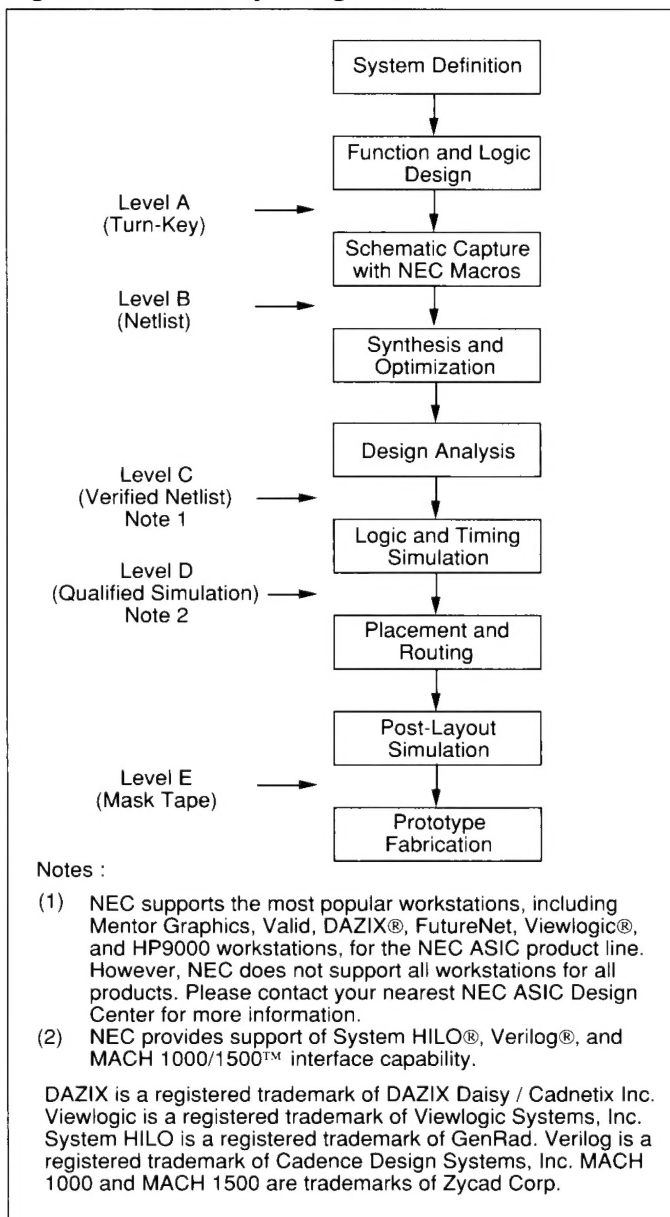 System Definition
Function and Logic
Design
Level A
(Turn-Key)
Schematic Capture
with NEC Macros
Level B
(Netlist)
Synthesis and
Optimization
Design Analysis
Level C
(Verified Netlist)
Note 1
Logic and Timing
Simulation
Level D
(Qualified Simulation)
Note 2
Placement and
Routing
Post-Layout
Simulation
Level E
(Mask Tape)
Prototype
Fabrication
Notes :
(1) NEC supports the most popular workstations, including
Mentor Graphics, Valid, DAZIX®, FutureNet, Viewlogic®,
and HP9000 workstations, for the NEC ASIC product line.
However, NEC does not support all workstations for all
products. Please contact your nearest NEC ASIC Design
Center for more information.
(2) NEC provides support of System HILO®, Verilog®, and
MACH 1000/1500™ interface capability.
DAZIX is a registered trademark of DAZIX Daisy / Cadnetix Inc.
Viewlogic is a registered trademark of Viewlogic Systems, Inc.
System HILO is a registered trademark of GenRad. Verilog is a
registered trademark of Cadence Design Systems, Inc. MACH
1000 and MACH 1500 are trademarks of Zycad Corp.